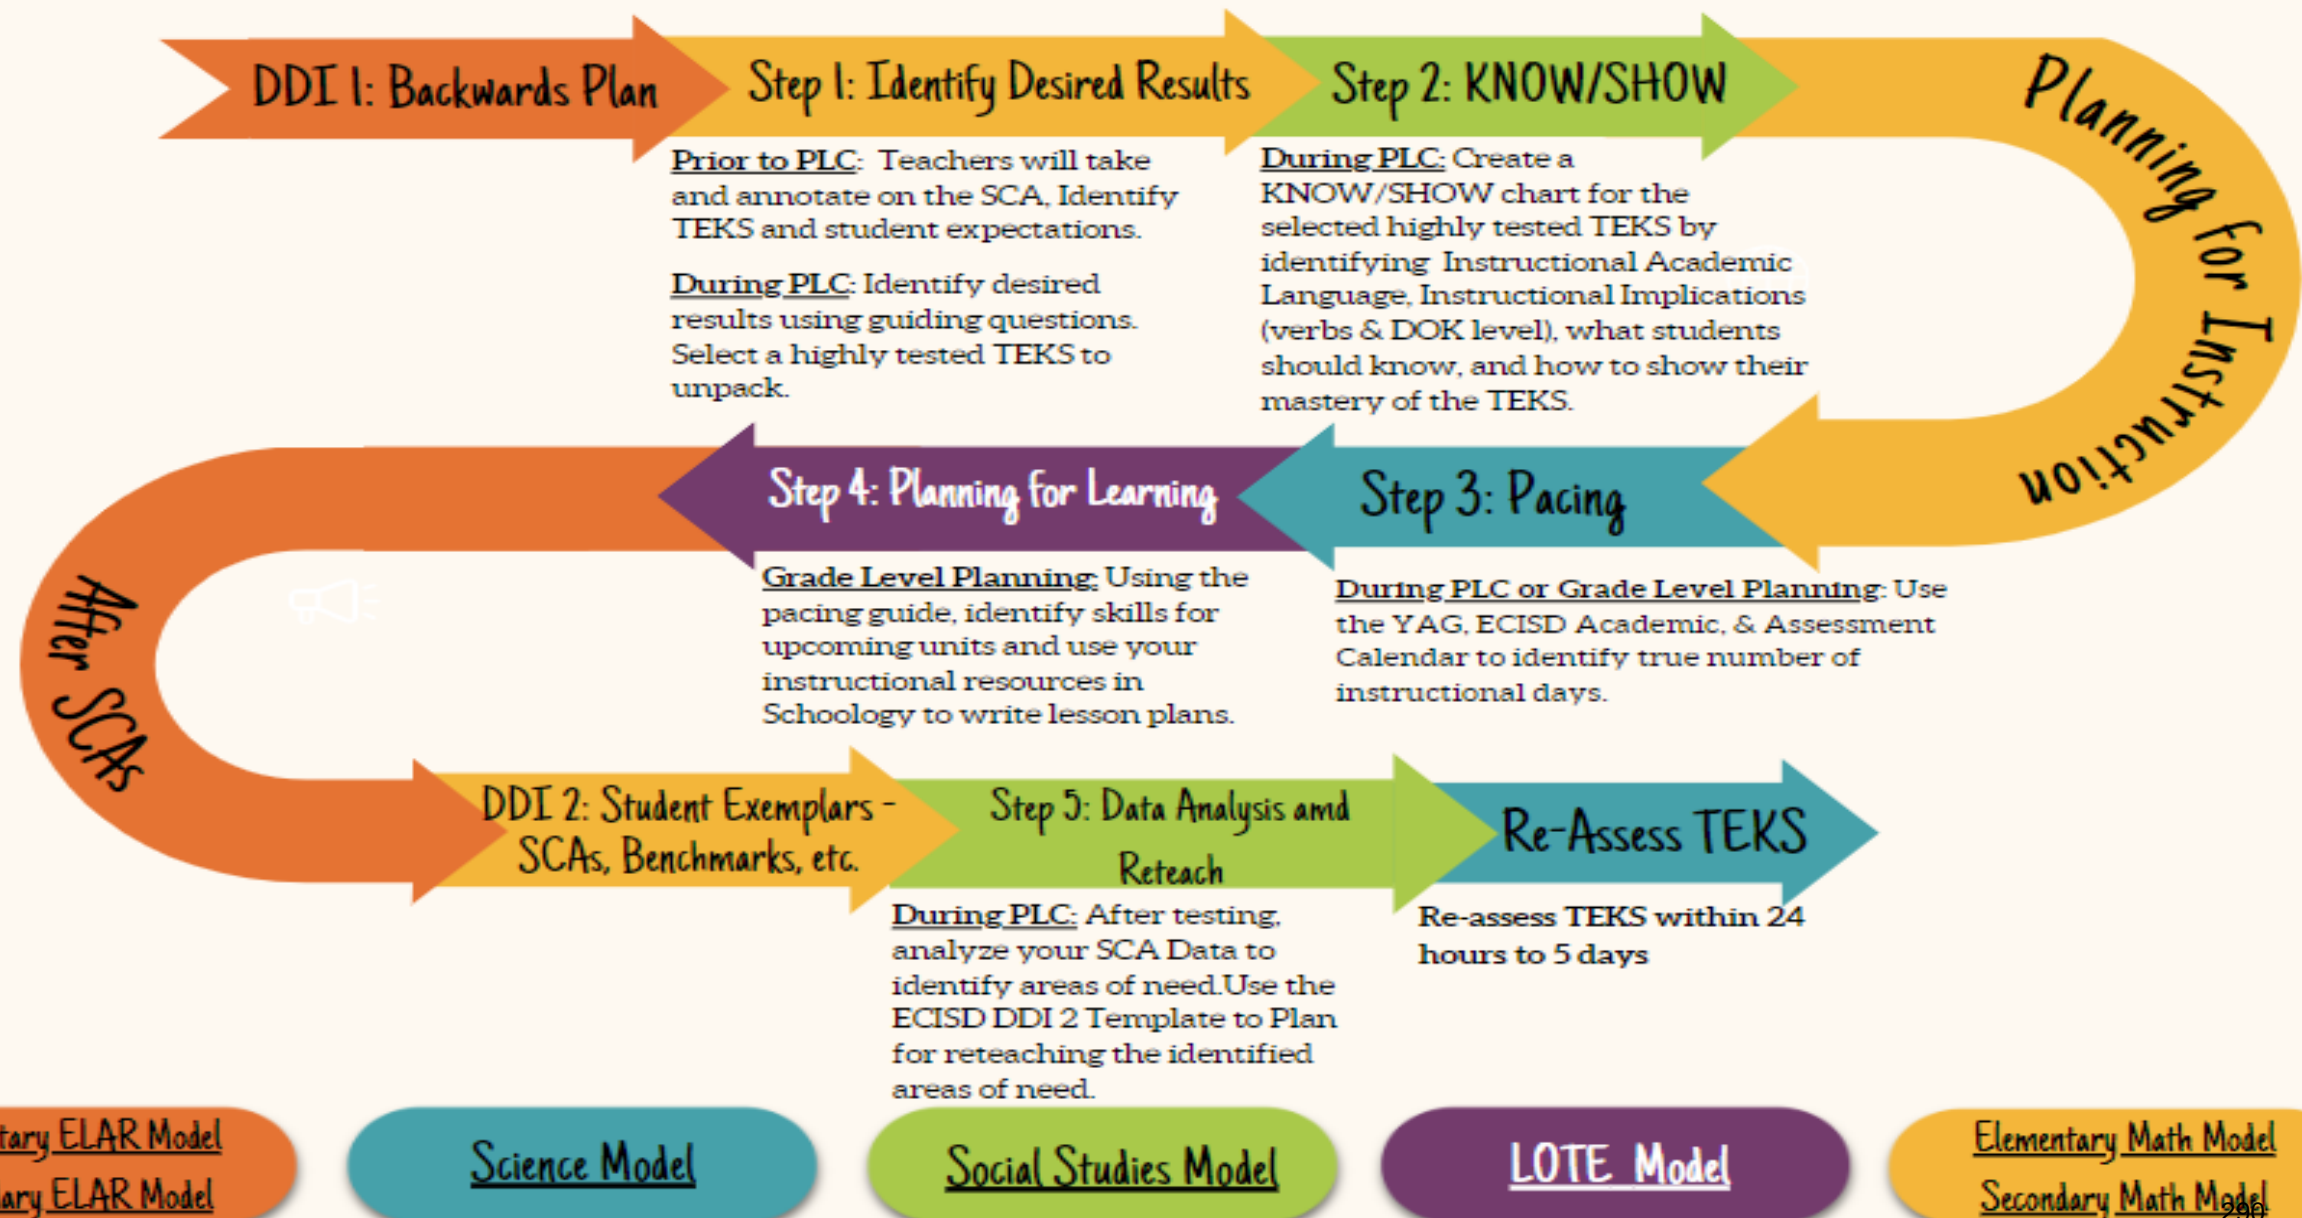 DDI 1: Backwards Plan
Step 1: Identify Desired Results
Step 2: KNOW/SHOW
Planning for Instruction
Prior to PLC:  Teachers will take
and annotate on the SCA, Identify
TEKS and student expectations.
During PLC: Identify desired
results using guiding questions.
Select a highly tested TEKS to
unpack.
During PLC: Create a
KNOW/SHOW chart for the
selected highly tested TEKS by
identifying  Instructional Academic
Language, Instructional Implications
(verbs & DOK level), what students
should know, and how to show their
mastery of the TEKS.
Step 3: Pacing
During PLC or Grade Level Planning: Use
the YAG, ECISD Academic, & Assessment
Calendar to identify true number of
instructional days.
Step 4: Planning for Learning
Grade Level Planning: Using the
pacing guide, identify skills for
upcoming units and use your
instructional resources in
Schoology to write lesson plans.
After SCAs
DDI 2: Student Exemplars -
SCAs, Benchmarks, etc.
Step 5: Data Analysis amd
Reteach
During PLC: After testing,
analyze your SCA Data to
identify areas of need.Use the
ECISD DDI 2 Template to Plan
for reteaching the identified
areas of need.
Re-Assess TEKS
Re-assess TEKS within 24
hours to 5 days
tary ELAR Model
dary ELAR Model
Science Model
Social Studies Model
LOTE  Model
Elementary Math Model
Secondary Math Model
290